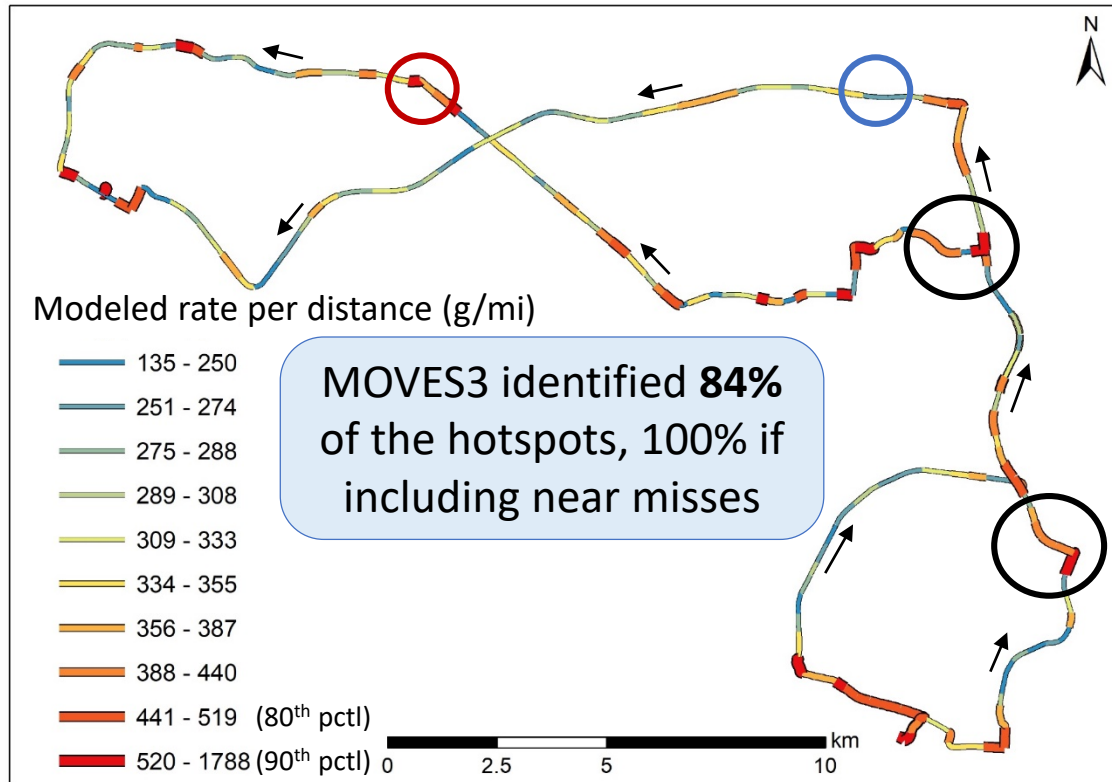 N
Modeled rate per distance (g/mi)
135 - 250
251 - 274
275 - 288
289 - 308
309 - 333
334 - 355
356 - 387
388 - 440
441 - 519 (80th pctl)
520 - 1788 (90th pctl)
MOVES3 identified 84%
of the hotspots, 100% if
including near misses
km
0 2.5 5 10